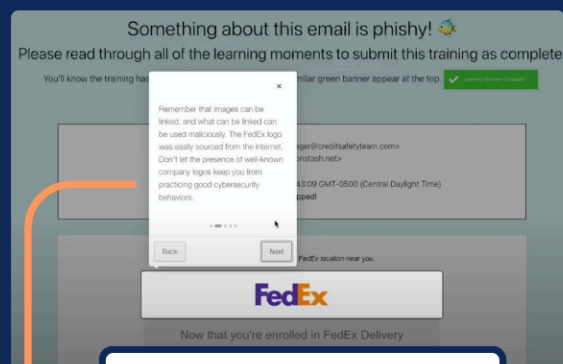 Something about this email is phishy!
Please read through all of the learning moments to submit this training as complete
You'll know the training has
miliar green banner appear at the top.
Remember that images can be
linked, and what can be linked can
be used maliciously. The FedEx logo
was easily sourced from the internet.
Don't let the presence of well-known
company logos keep you from
practicing good cybersecurity
behaviors.
ager@creditsafetyteam.com>
onstash.net>
43:09 GMT-0500 (Central Daylight Time)
pped!
Back
Next
FedEx location near you.
FedEx
Now that you're enrolled in FedEx Delivery